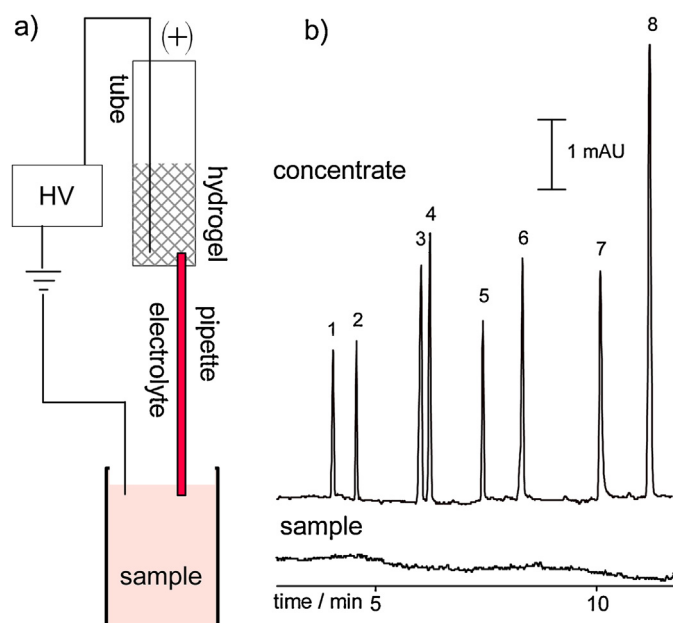 a)
(+)
tube
hydrogel
HV
pipette
electrolyte
sample
b)
8
1 mAU
concentrate
4
3
6
7
5
1
2
sample
time / min
5
10